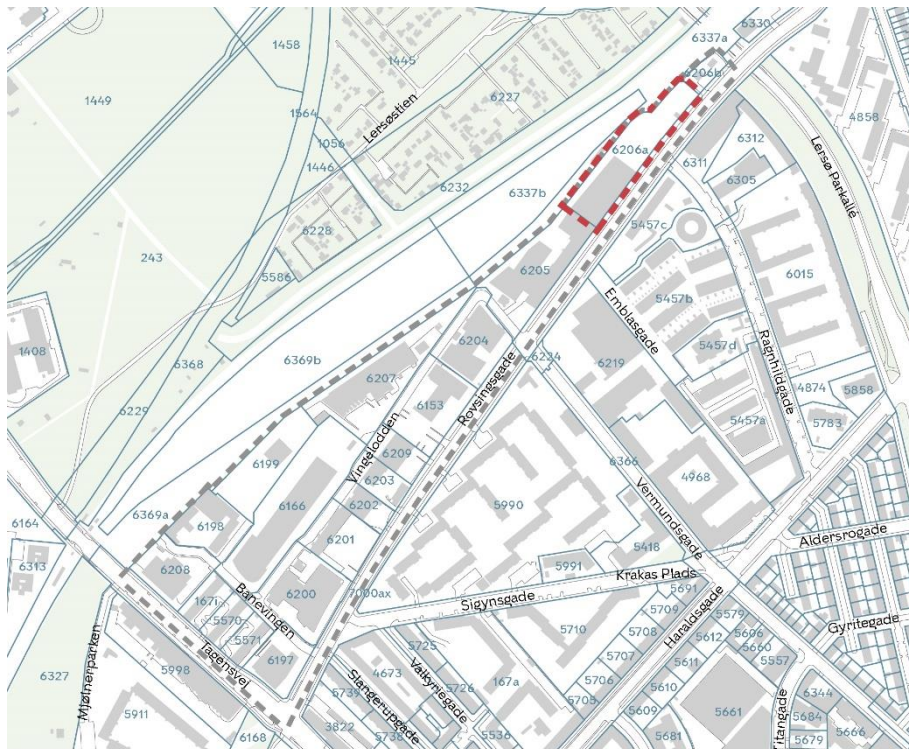 6337a
6330
1458
1445
6206b
1449
6227
1564
4858
Lersøstien
6312
1056
6206a
1446
6311
Lersø Parkallé
6305
6232
6337b
6228
5457c
243
5586
6205
6015
5457b
Emblasgade
6204
5457d
Ragnhildgade
1408
6368
6369b
6224
6219
6207
Rovsingsgade
4874
5858
6229
6153
5783
5457a
Vingelodden
6209
6199
6366
4968
6203
6166
6202
5990
Vermundsgade
6369a
6164
6198
6201
5418
Aldersrogade
6313
5991
6208
Krakas Plads
167i
6200
7000ax
5691
Banevingen
Sigynsgade
5709
5570
5579
Haraldsgade
Gyritegade
5571
5710
5708
5612
5606
5725
5660
Tagensvej
5707
5557
6197
5611
5998
4673
167a
Mjølnerparken
6327
Slangerupgade
Valkyriegade
5726
5706
5610
6344
5739
5705
5661
Titangade
5684
5911
5609
3822
5738
5536
5681
5679
5666
6168